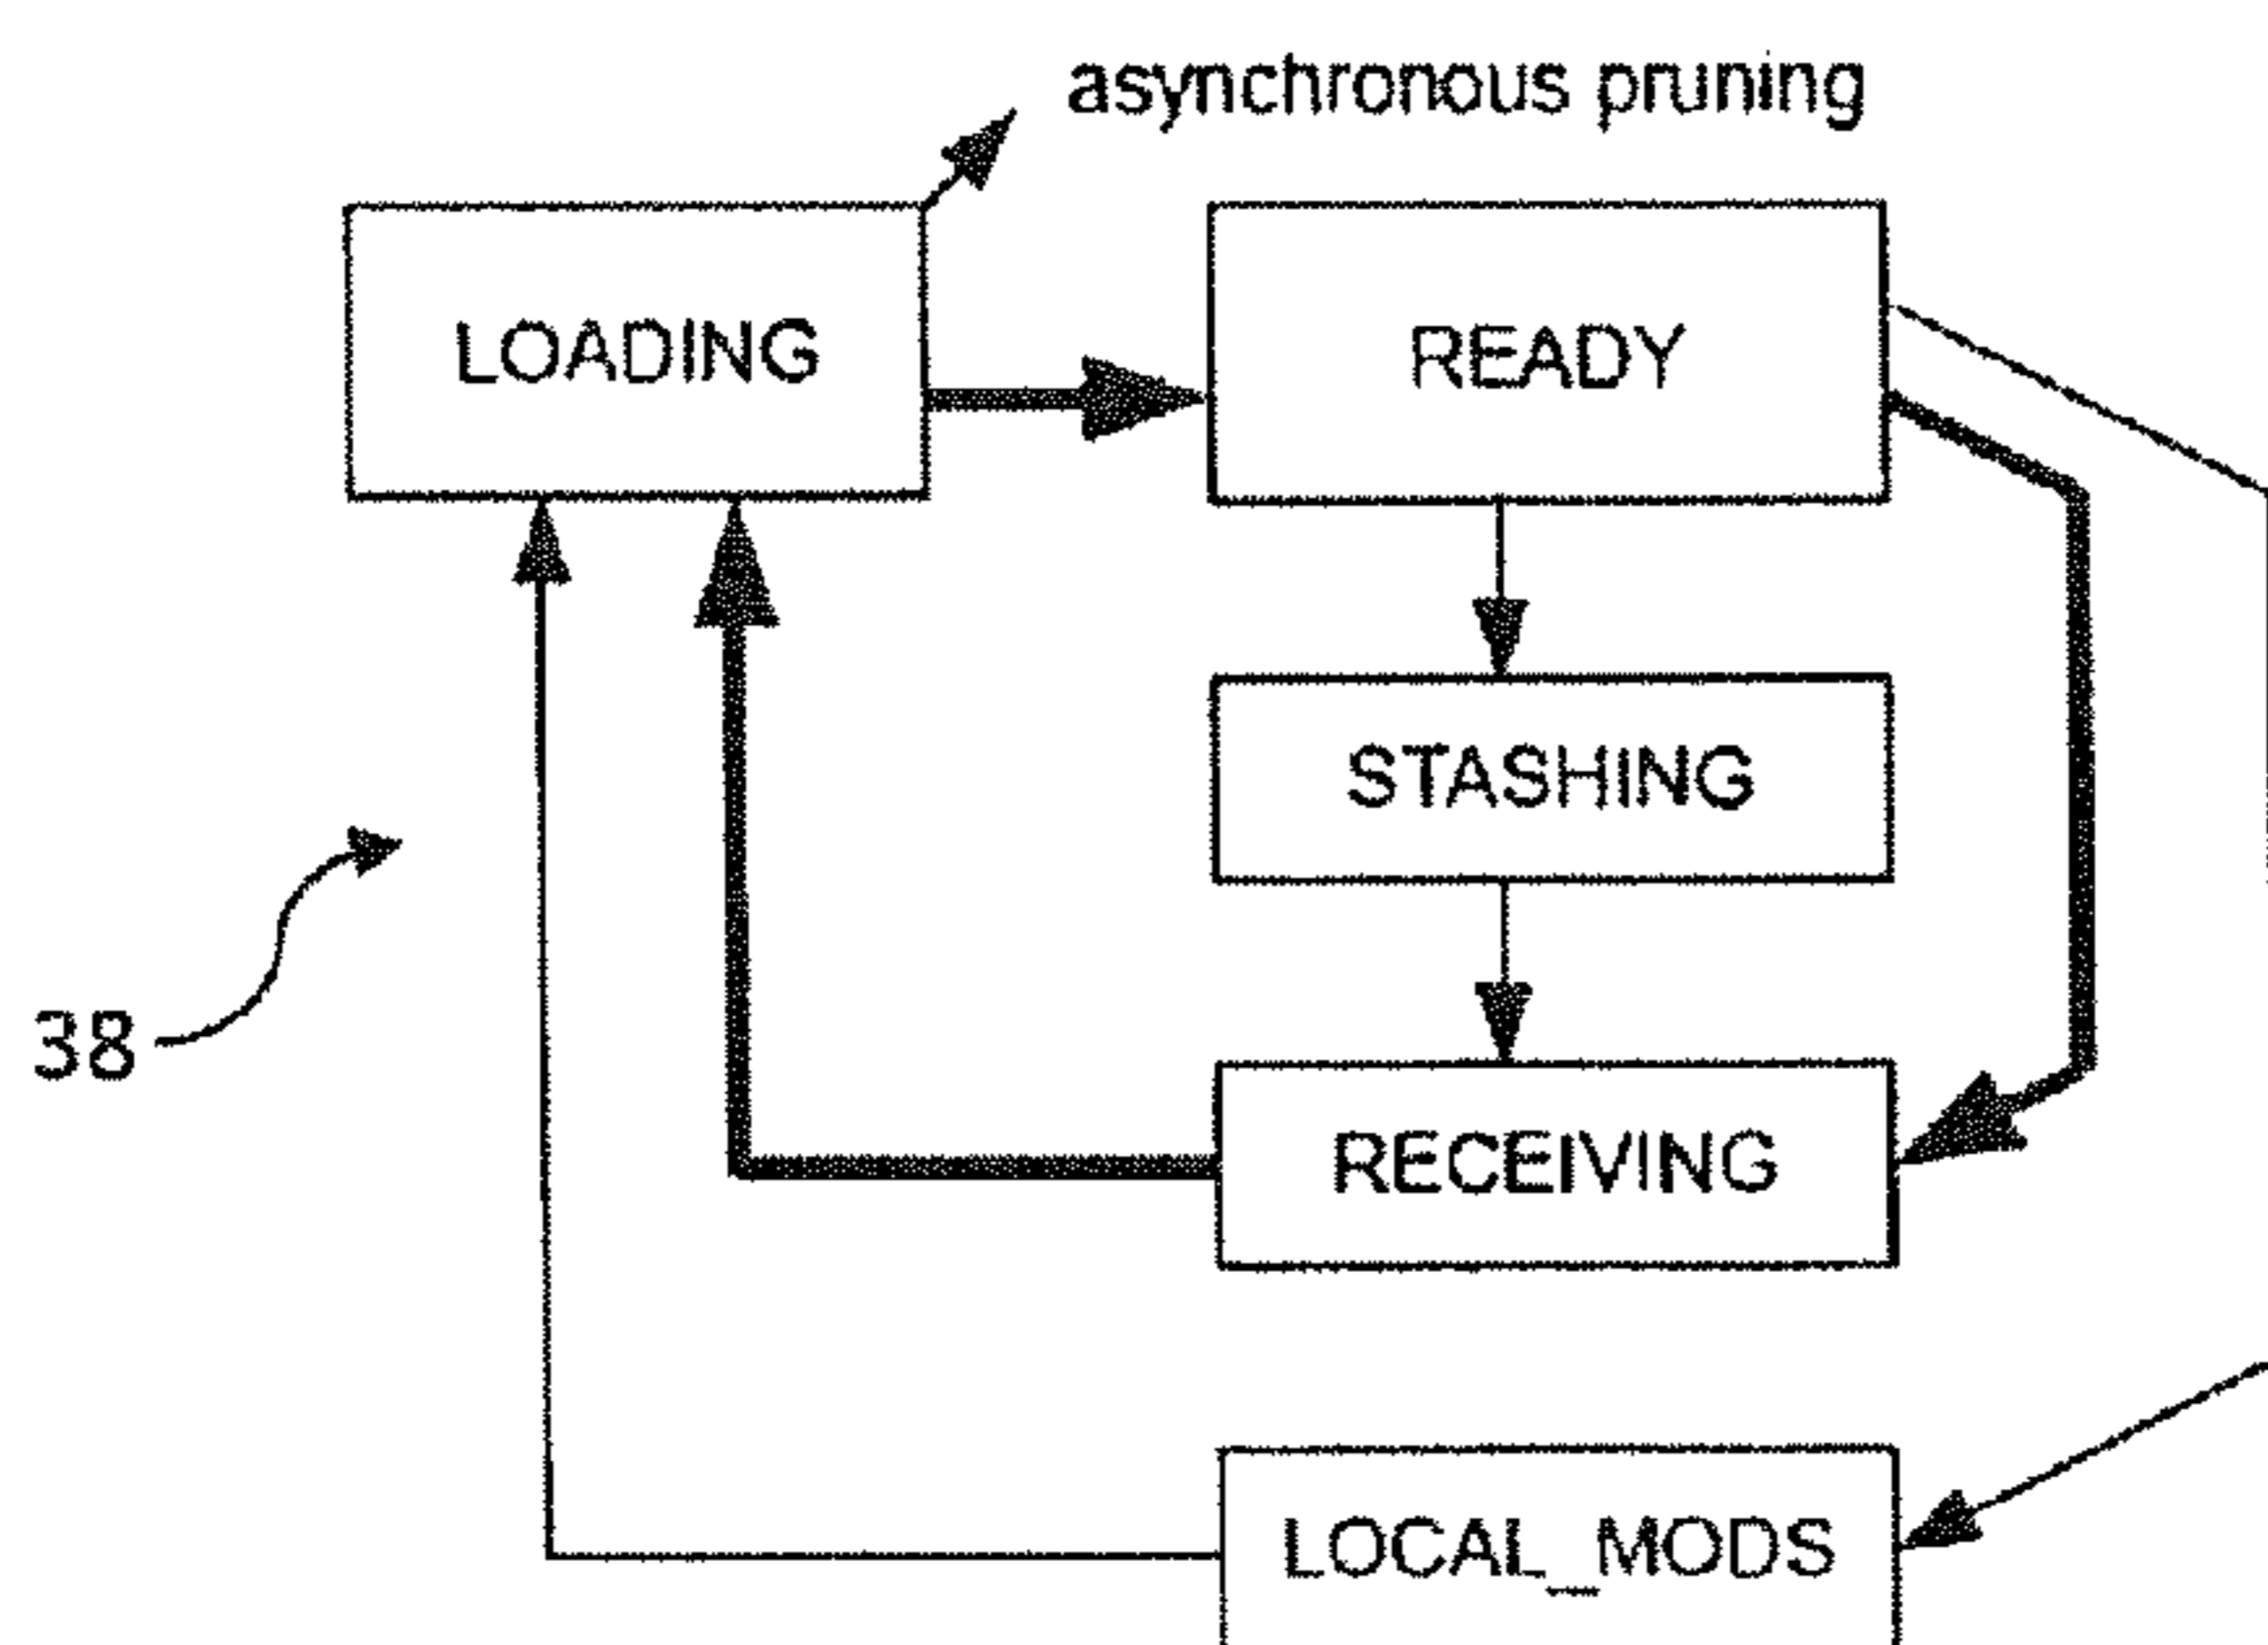 asynchronous pruning
LOADING
READY
STASHING
38
RECEIVING
LOCAL_MODS